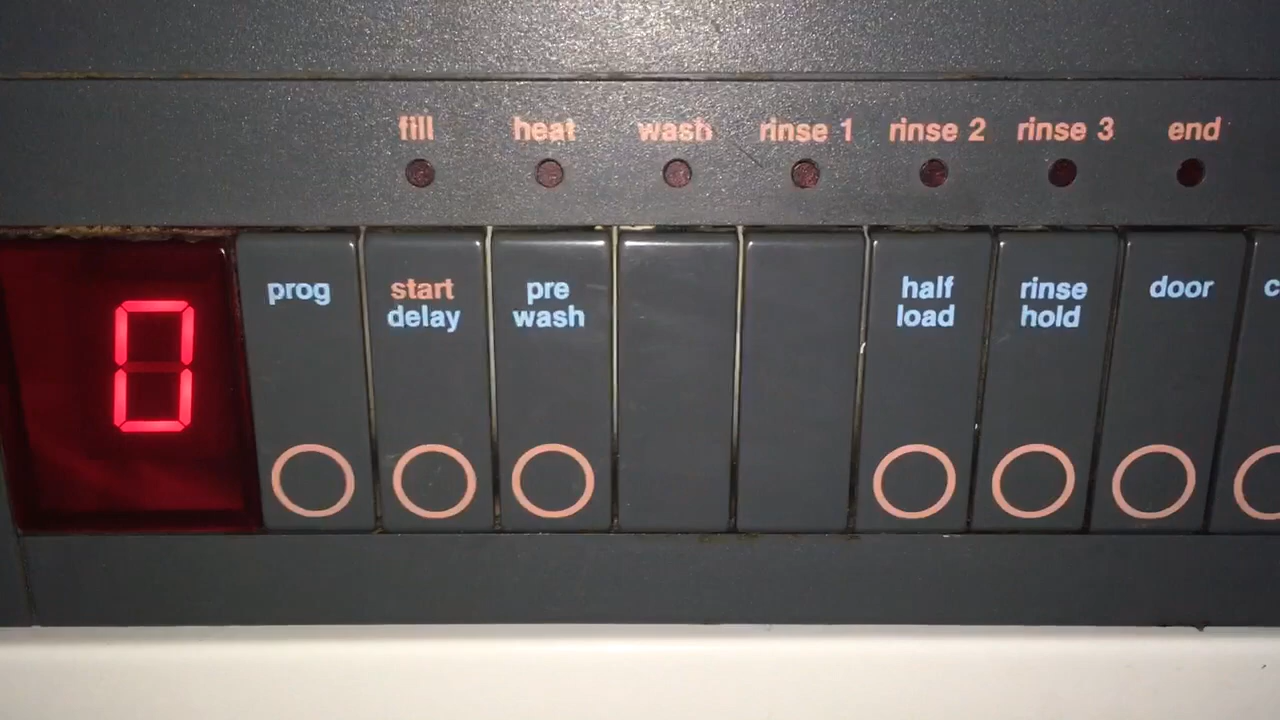 fill heat wash rinse 1 rinse 2 rinse 3 end
0
prog
start
delay
pre
wash
half
load
rinse
hold
door